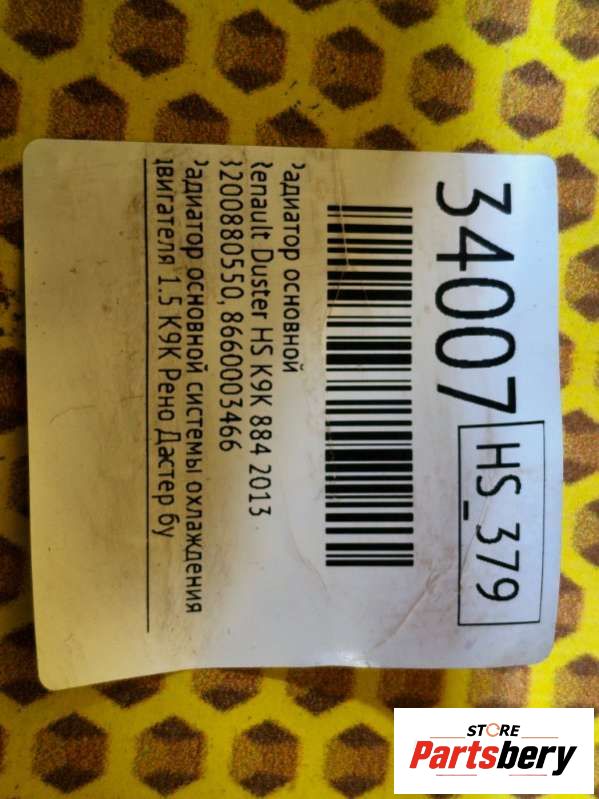 34007
HS_379
Радиатор основной
Renault Duster HS K9K 884 2013
8200880550, 8660003466
Радиатор основной системы охлаждения
двигателя 1.5 K9K Рено Дастер бу
STORE
Partsbery